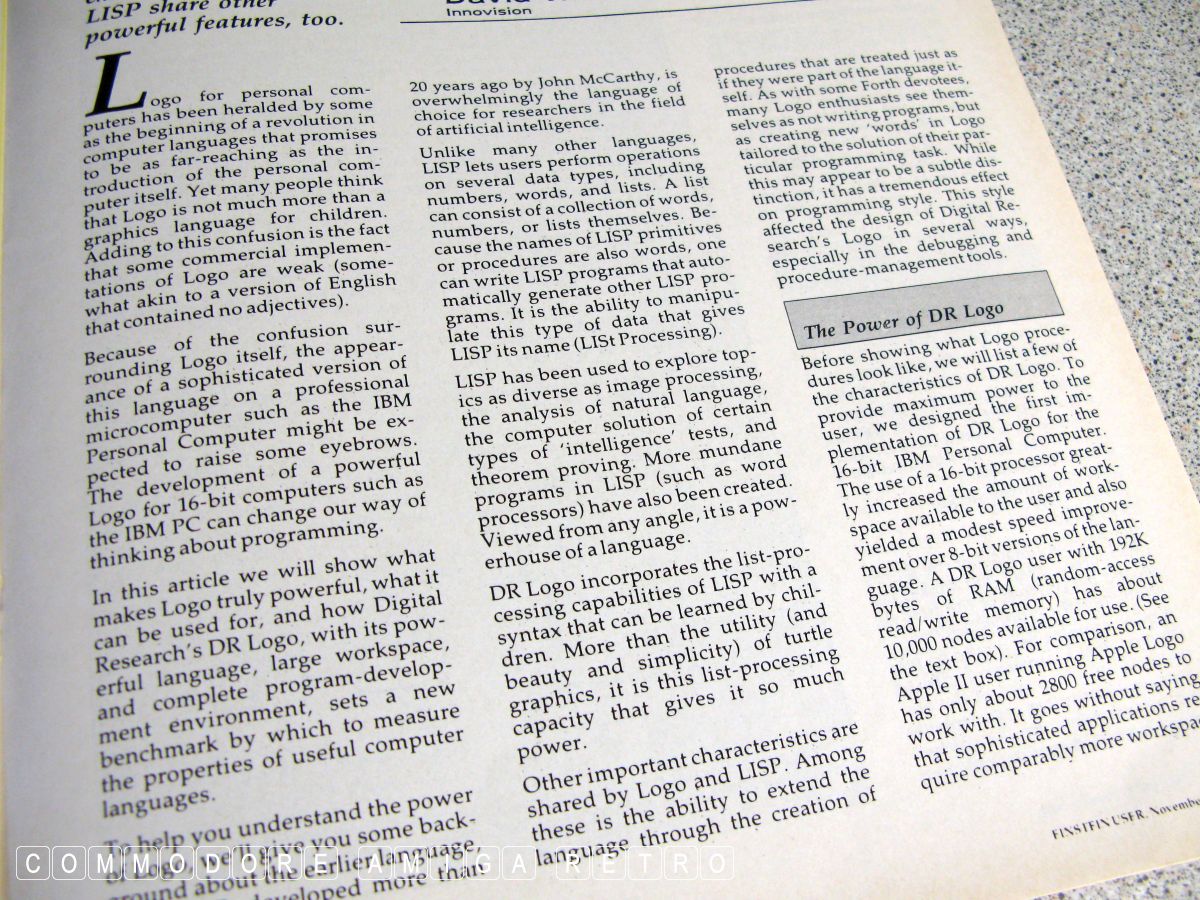 LISP share other
powerful features, too.
Innovision
Logo for personal com-
puters has been heralded by some
as the beginning of a revolution in
computer languages that promises
to be as far-reaching as the in-
troduction of the personal com-
puter itself. Yet many people think
that Logo is not much more than a
graphics language for children.
Adding to this confusion is the fact
that some commercial implemen-
tations of Logo are weak (some-
what akin to a version of English
that contained no adjectives).
Because of the confusion sur-
rounding Logo itself, the appear-
ance of a sophisticated version of
this language on a professional
microcomputer such as the IBM
Personal Computer might be ex-
pected to raise some eyebrows.
The development of a powerful
Logo for 16-bit computers such as
the IBM PC can change our way of
thinking about programming.
In this article we will show what
makes Logo truly powerful, what it
can be used for, and how Digital
Research's DR Logo, with its pow-
erful language, large workspace,
and complete program-develop-
ment environment, sets a new
benchmark by which to measure
the properties of useful computer
languages.
To help you understand the power
of Logo, we'll give you some back-
ground about the earlier language,
developed more than
20 years ago by John McCarthy, is
overwhelmingly the language of
choice for researchers in the field
of artificial intelligence.
Unlike many other languages,
LISP lets users perform operations
on several data types, including
numbers, words, and lists. A list
can consist of a collection of words,
numbers, or lists themselves. Be-
cause the names of LISP primitives
or procedures are also words, one
can write LISP programs that auto-
matically generate other LISP pro-
grams. It is the ability to manipu-
late this type of data that gives
LISP its name (LISt Processing).
LISP has been used to explore top-
ics as diverse as image processing,
the analysis of natural language,
the computer solution of certain
types of 'intelligence' tests, and
theorem proving. More mundane
programs in LISP (such as word
processors) have also been created.
Viewed from any angle, it is a pow-
erhouse of a language.
DR Logo incorporates the list-pro-
cessing capabilities of LISP with a
syntax that can be learned by chil-
dren. More than the utility (and
beauty and simplicity) of turtle
graphics, it is this list-processing
capacity that gives it so much
power.
Other important characteristics are
shared by Logo and LISP. Among
these is the ability to extend the
language through the creation of
procedures that are treated just as
if they were part of the language it-
self. As with some Forth devotees,
many Logo enthusiasts see them-
selves as not writing programs, but
as creating new 'words' in Logo
tailored to the solution of their par-
ticular programming task. While
this may appear to be a subtle dis-
tinction, it has a tremendous effect
on programming style. This style
affected the design of Digital Re-
search's Logo in several ways,
especially in the debugging and
procedure-management tools.
The Power of DR Logo
Before showing what Logo proce-
dures look like, we will list a few of
the characteristics of DR Logo. To
provide maximum power to the
user, we designed the first im-
plementation of DR Logo for the
16-bit IBM Personal Computer.
The use of a 16-bit processor great-
ly increased the amount of work-
space available to the user and also
yielded a modest speed improve-
ment over 8-bit versions of the lan-
guage. A DR Logo user with 192K
bytes of RAM (random-access
read/write memory) has about
10,000 nodes available for use. (See
the text box). For comparison, an
Apple II user running Apple Logo
has only about 2800 free nodes to
work with. It goes without saying
that sophisticated applications re
quire comparably more workspa
EINSTEIN USER. Novembe
COMMODORE AMIGA RETRO